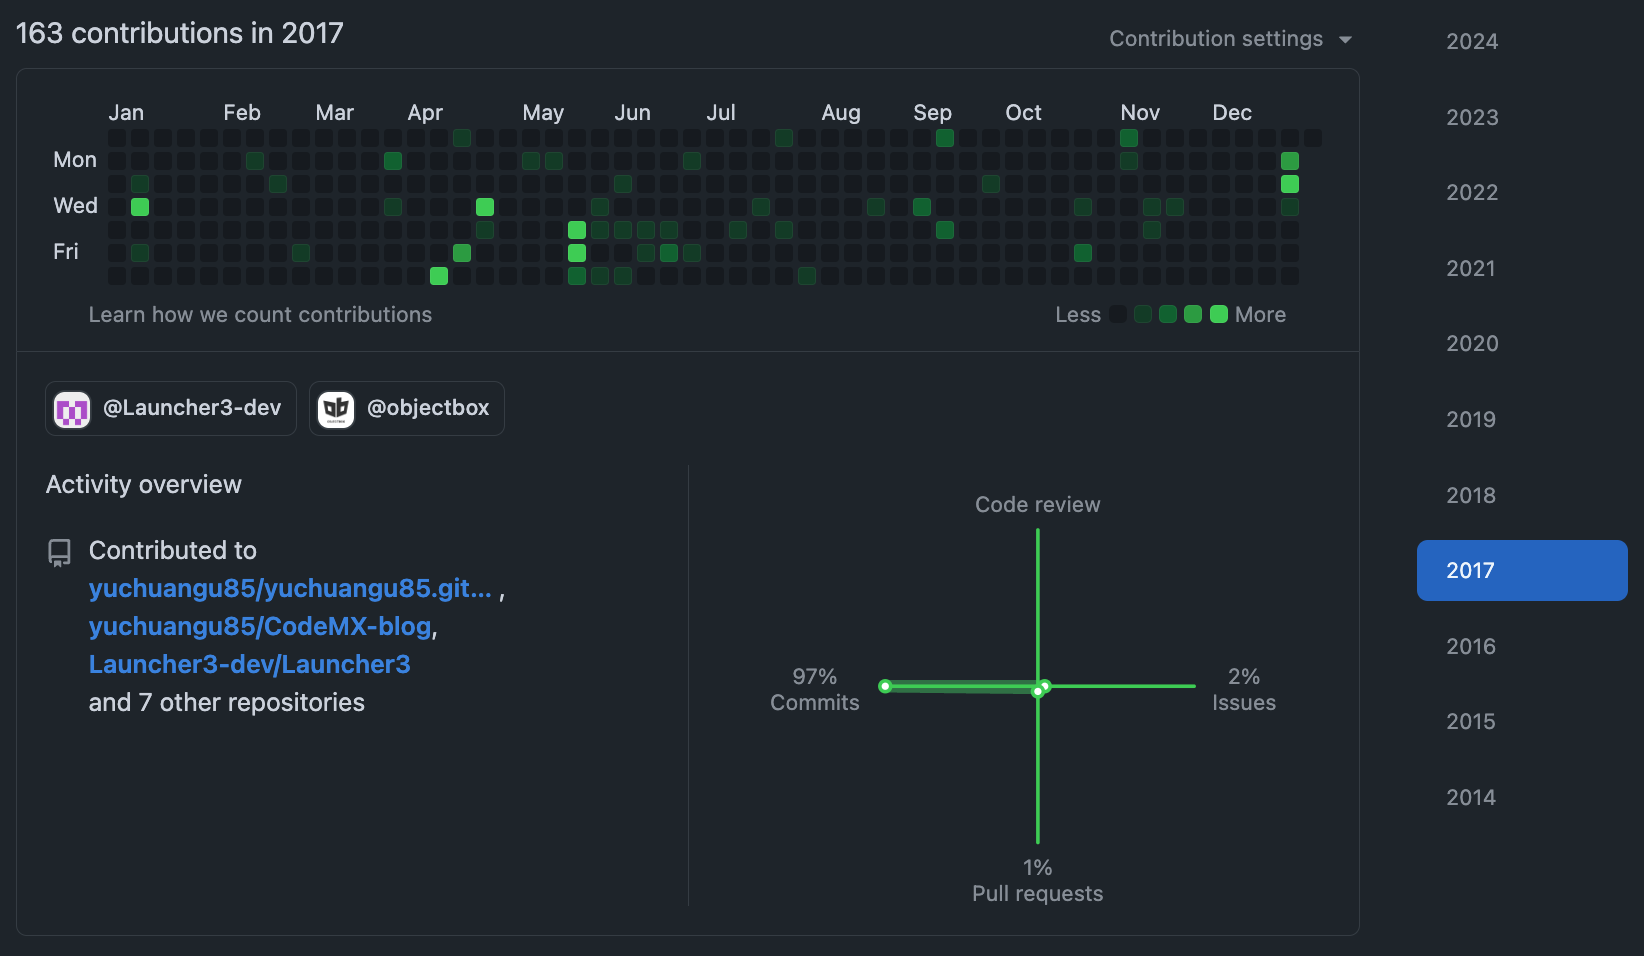 163 contributions in 2017
Contribution settings
Jan Feb Mar Apr May Jun Jul Aug Sep Oct Nov Dec
Mon
Wed
Fri
Learn how we count contributions
Less More
@Launcher3-dev @objectbox
Activity overview
Contributed to
yuchuangu85/yuchuangu85.git... ,
yuchuangu85/CodeMX-blog,
Launcher3-dev/Launcher3
and 7 other repositories
Code review
97%
Commits
2%
Issues
1%
Pull requests
2024
2023
2022
2021
2020
2019
2018
2017
2016
2015
2014